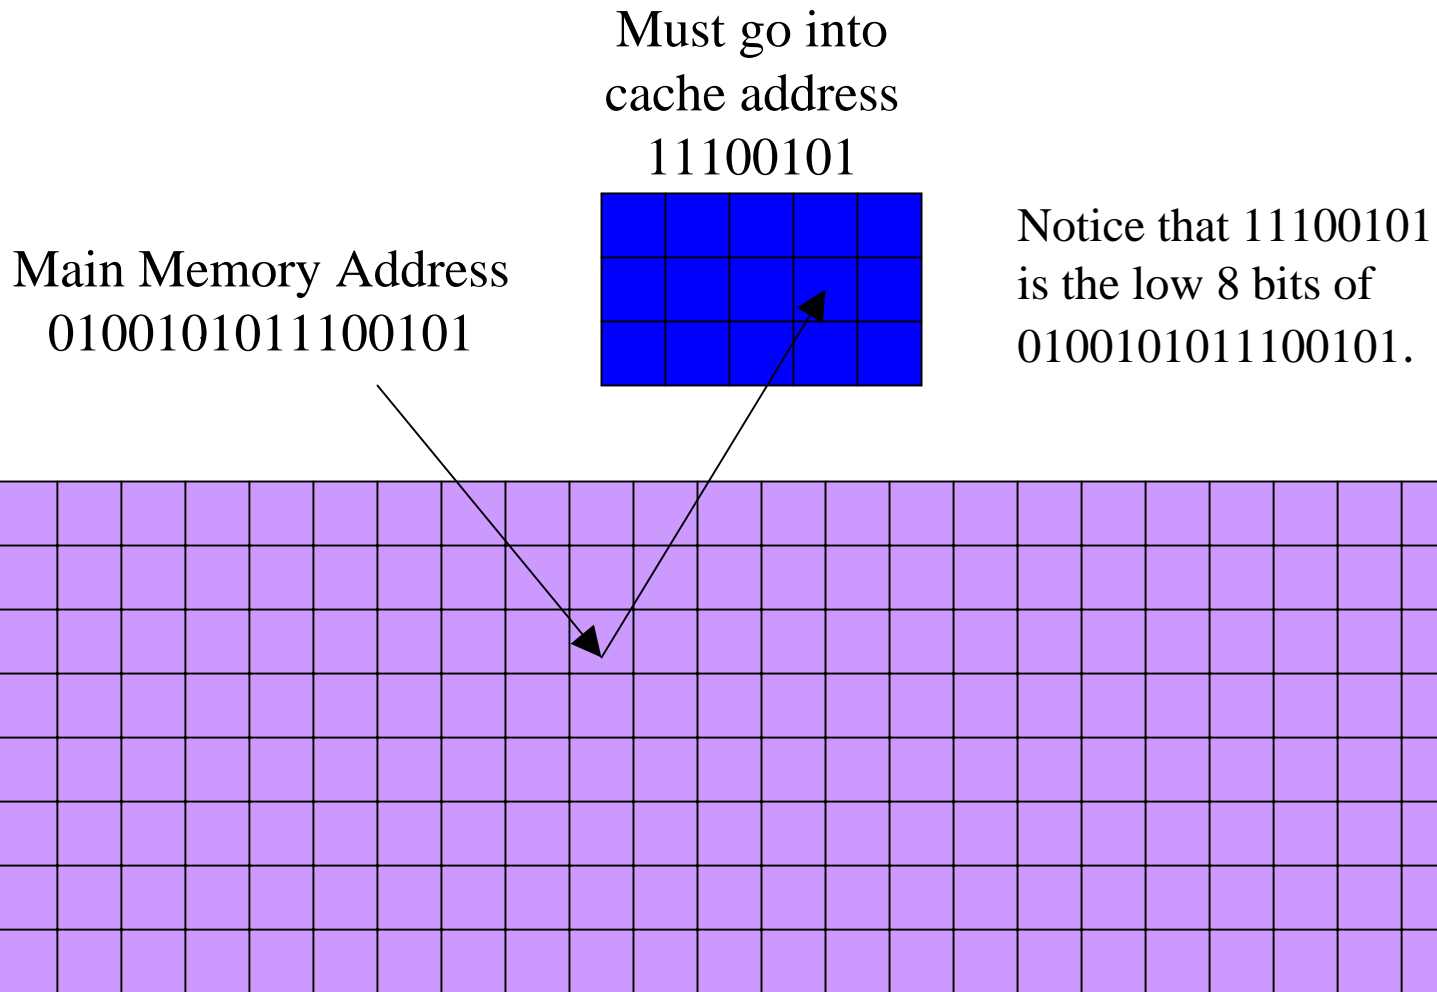 Must go into
cache address
11100101
Main Memory Address
0100101011100101
Notice that 11100101
is the low 8 bits of
0100101011100101.